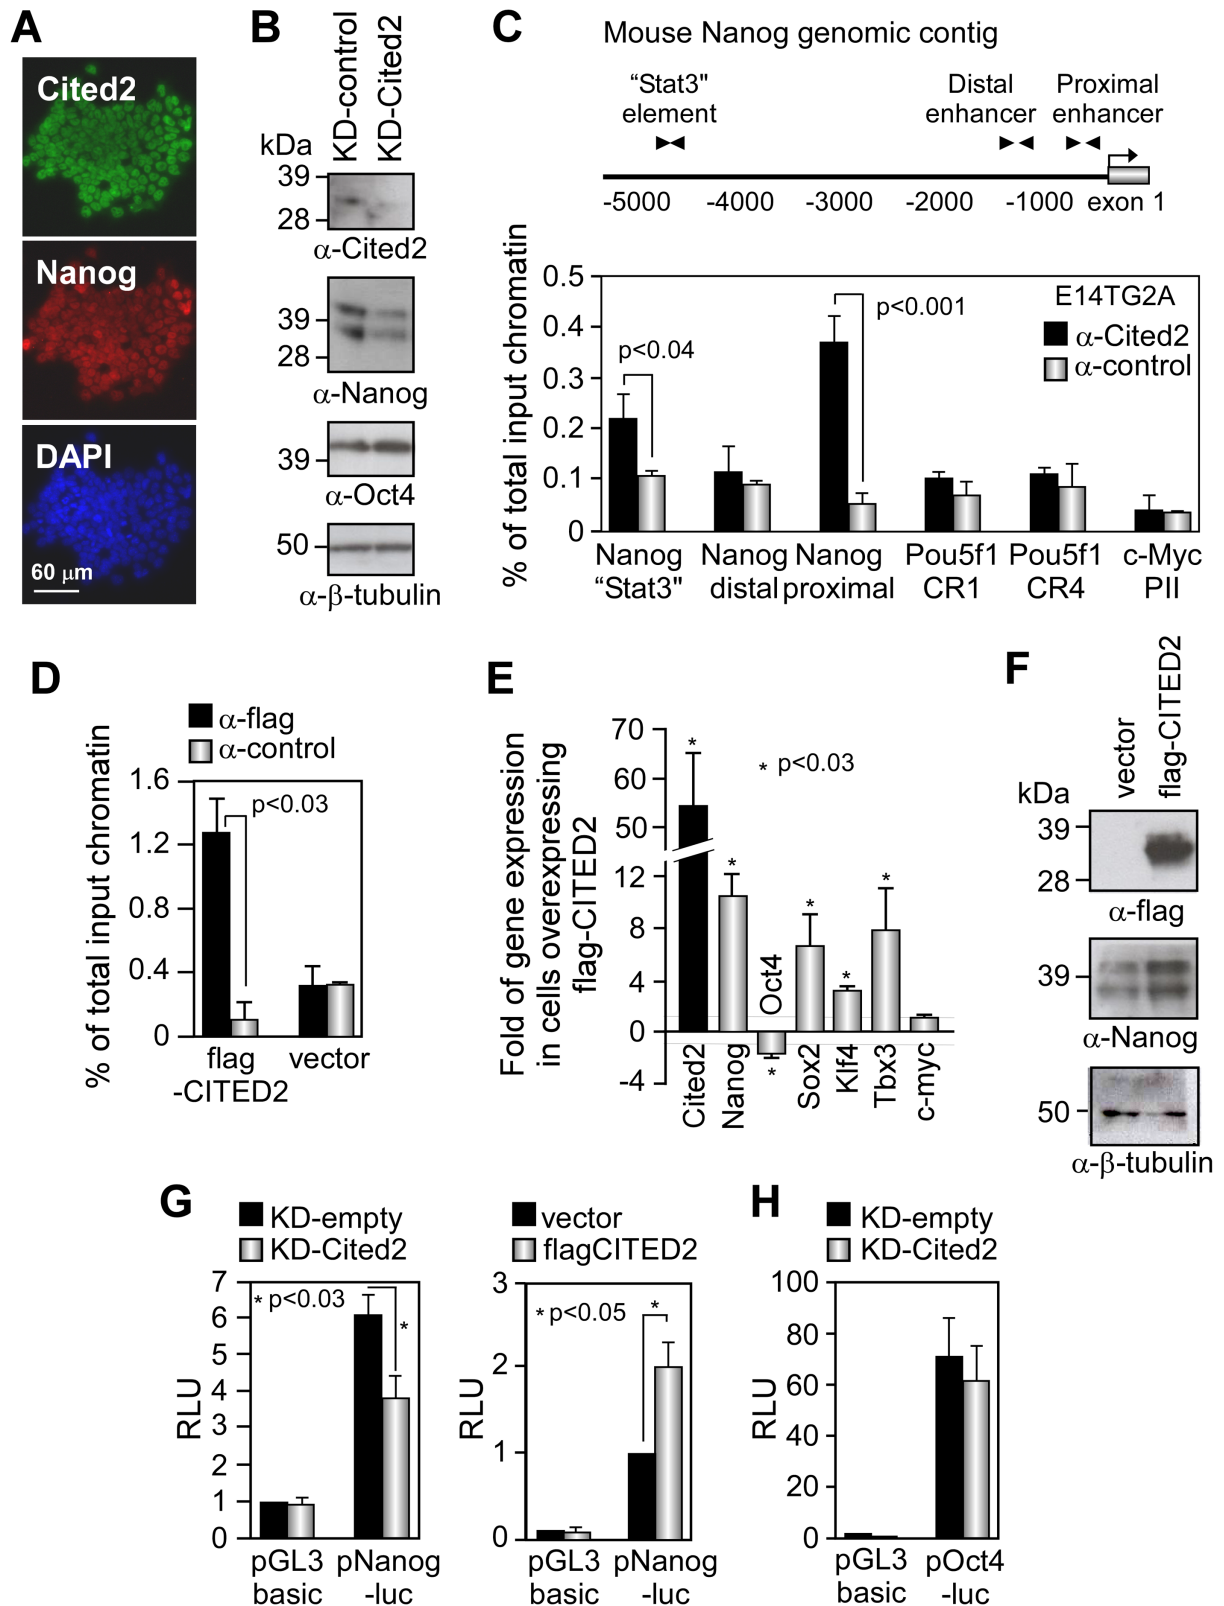 A
Cited2
Nanog
DAPI
60 μm
B
KD-control
KD-Cited2
kDa
39
28
α-Cited2
39
28
α-Nanog
39
α-Oct4
50
α-β-tubulin
C
Mouse Nanog genomic contig
“Stat3"
element
Distal
enhancer
Proximal
enhancer
-5000 -4000 -3000 -2000 -1000 exon 1
% of total input chromatin
0.5
0.4
0.3
0.2
0.1
0
E14TG2A
α-Cited2
α-control
p<0.04
p<0.001
Nanog
“Stat3"
Nanog
distal
Nanog
proximal
Pou5f1
CR1
Pou5f1
CR4
c-Myc
PII
D
α-flag
α-control
% of total input chromatin
1.6
1.2
0.8
0.4
0
p<0.03
flag
-CITED2
vector
E
Fold of gene expression
in cells overexpressing
flag-CITED2
70
60
50
12
8
4
0
-4
* p<0.03
*
*
*
*
*
*
Cited2
Nanog
Oct4
Sox2
Klf4
Tbx3
c-myc
F
vector
flag-CITED2
kDa
39
28
α-flag
39
α-Nanog
50
α-β-tubulin
G
KD-empty
KD-Cited2
RLU
7
6
5
4
3
2
1
0
* p<0.03
*
pGL3
basic
pNanog
-luc
vector
flagCITED2
RLU
3
2
1
0
* p<0.05
*
pGL3
basic
pNanog
-luc
H
KD-empty
KD-Cited2
RLU
100
80
60
40
20
0
pGL3
basic
pOct4
-luc